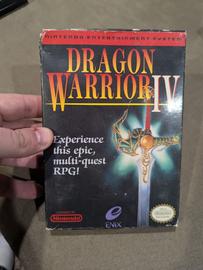 NINTENDO ENTERTAINMENT SYSTEM
DRAGON
WARRIOR IV
Experience
this epic,
multi-quest
RPG!
Nintendo
ENIX